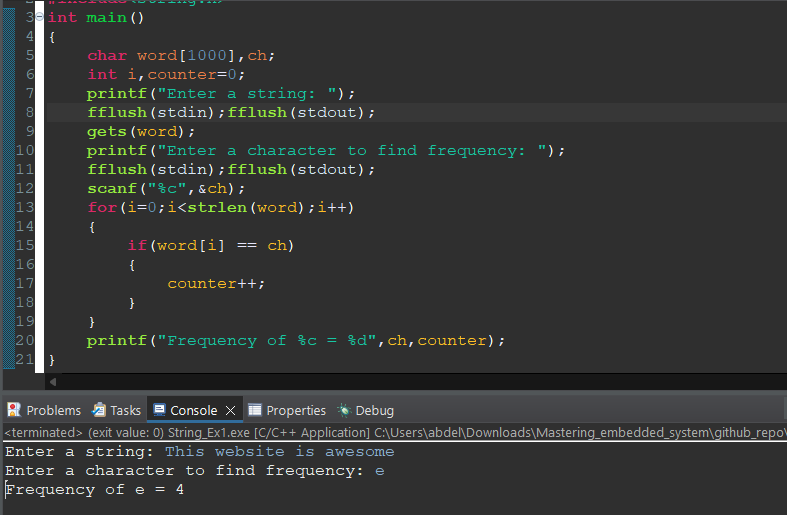 3 int main()
4 {
5 char word[1000],ch;
6 int i,counter=0;
7 printf("Enter a string: ");
8 fflush(stdin);fflush(stdout);
9 gets(word);
10 printf("Enter a character to find frequency: ");
11 fflush(stdin);fflush(stdout);
12 scanf("%c",&ch);
13 for(i=0;i<strlen(word);i++)
14 {
15 if(word[i] == ch)
16 {
17 counter++;
18 }
19 }
20 printf("Frequency of %c = %d",ch,counter);
21 }
Problems Tasks Console Properties Debug
<terminated> (exit value: 0) String_Ex1.exe [C/C++ Application] C:\Users\abdel\Downloads\Mastering_embedded_system\github_repo\
Enter a string: This website is awesome
Enter a character to find frequency: e
Frequency of e = 4